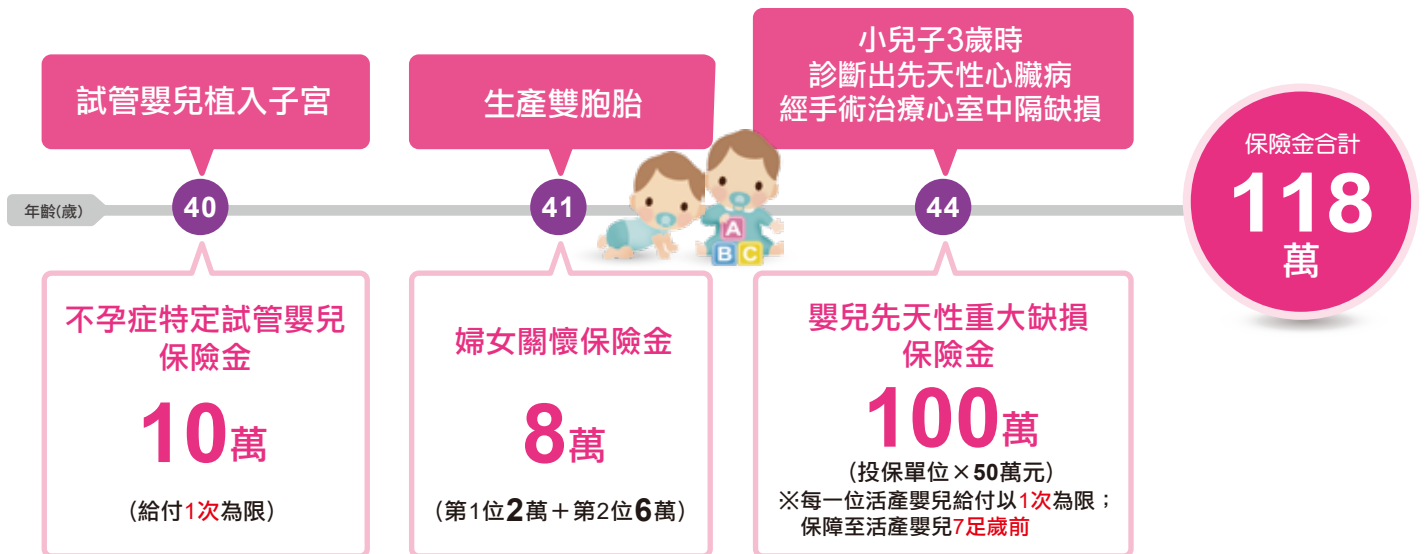 試管嬰兒植入子宮
生產雙胞胎
小兒子3歲時
診斷出先天性心臟病
經手術治療心室中隔缺損
年齡(歲)
40
41
44
A
B C
不孕症特定試管嬰兒
保險金
10萬
(給付1次為限)
婦女關懷保險金
8萬
(第1位2萬＋第2位6萬)
嬰兒先天性重大缺損
保險金
100萬
(投保單位×50萬元)
※每一位活產嬰兒給付以1次為限；
保障至活產嬰兒7足歲前
保險金合計
118
萬